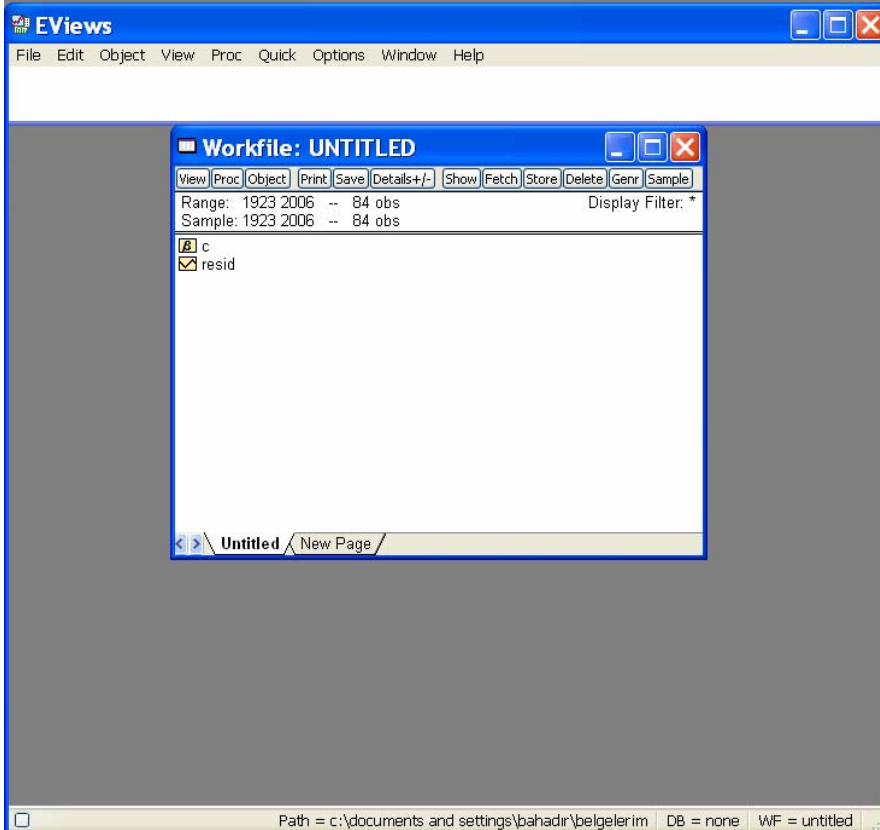 EViews
File Edit Object View Proc Quick Options Window Help
Workfile: UNTITLED
View Proc Object Print Save Details+/- Show Fetch Store Delete Genr Sample
Range: 1923 2006 -- 84 obs Display Filter: *
Sample: 1923 2006 -- 84 obs
β c
resid
Untitled New Page
Path = c:\documents and settings\bahadır\belgelerim DB = none WF = untitled